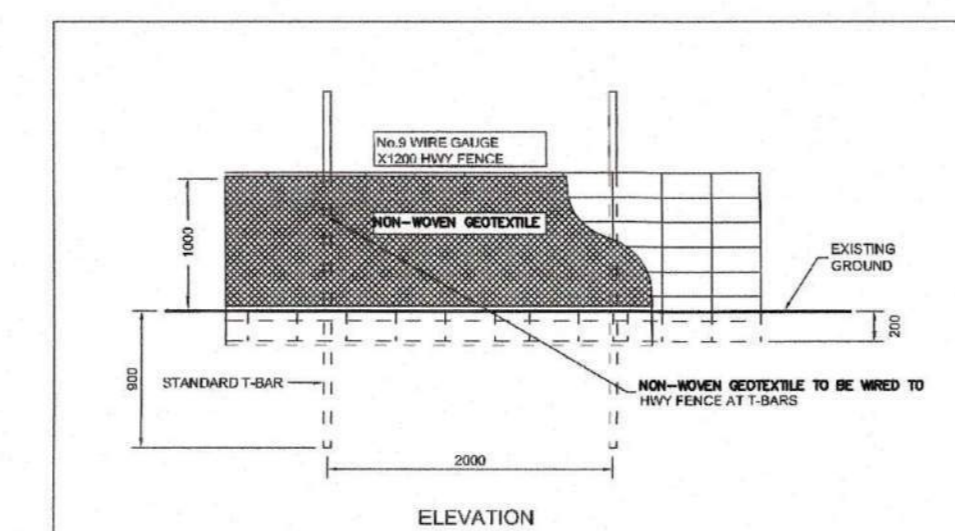 No.9 WIRE GAUGE
X1200 HWY FENCE
NON-WOVEN GEOTEXTILE
1000
EXISTING
GROUND
200
900
STANDARD T-BAR
NON-WOVEN GEOTEXTILE TO BE WIRED TO
HWY FENCE AT T-BARS
2000
ELEVATION